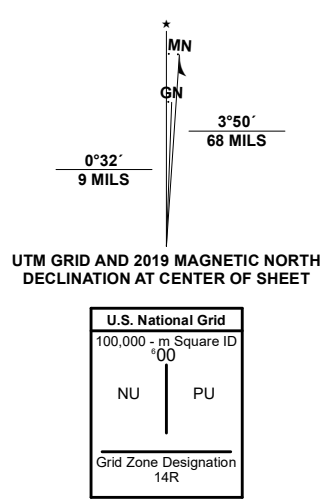 ★
MN
GN
3°50´
68 MILS
0°32´
9 MILS
UTM GRID AND 2019 MAGNETIC NORTH
DECLINATION AT CENTER OF SHEET
U.S. National Grid
100,000 - m Square ID
⁶00
NU PU
Grid Zone Designation
14R